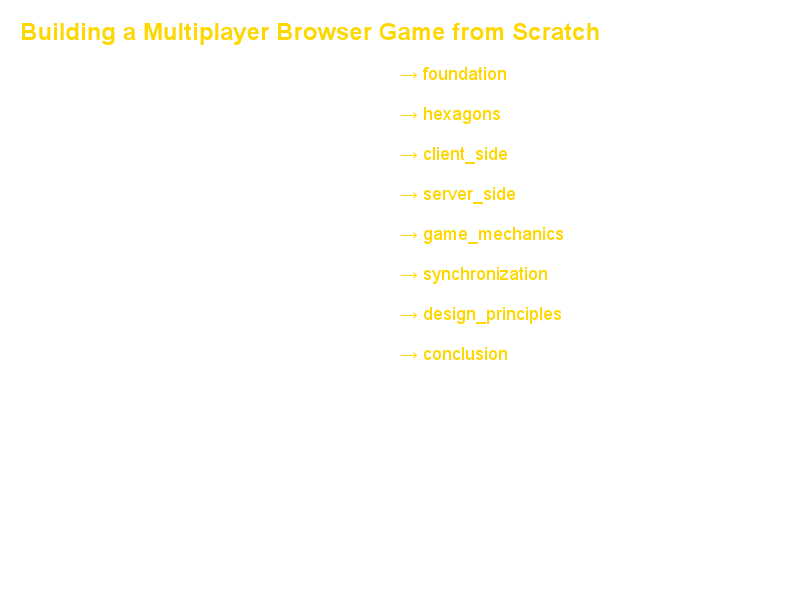 Building a Multiplayer Browser Game from Scratch
→ foundation
→ hexagons
→ client_side
→ server_side
→ game_mechanics
→ synchronization
→ design_principles
→ conclusion